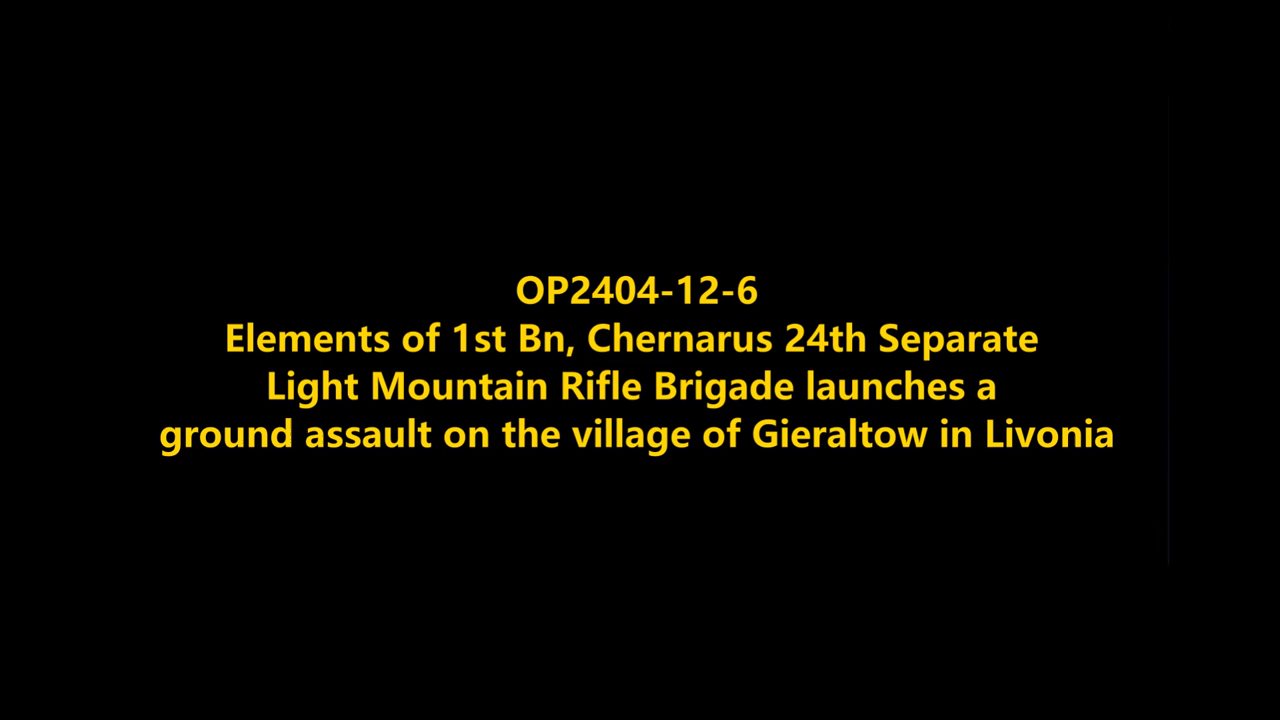 OP2404-12-6
Elements of 1st Bn, Chernarus 24th Separate
Light Mountain Rifle Brigade launches a
ground assault on the village of Gieraltow in Livonia